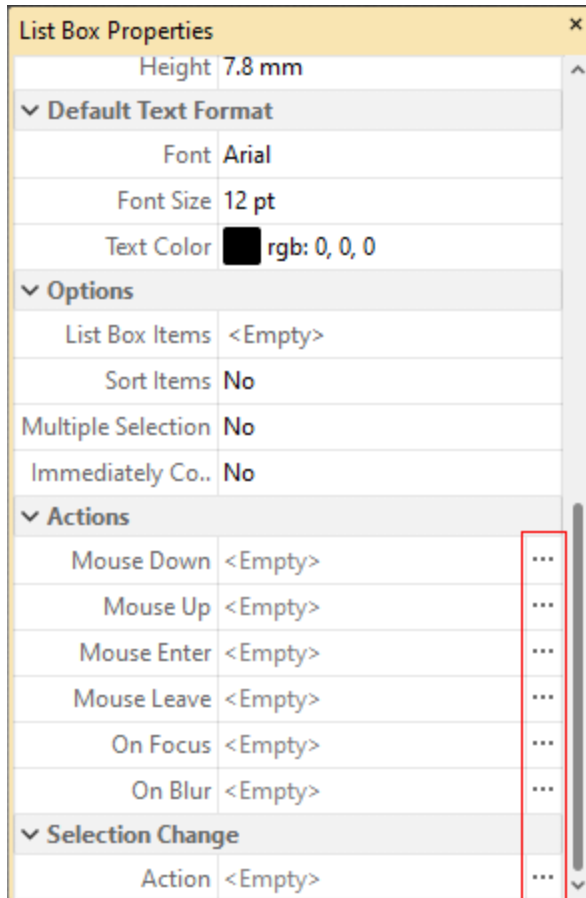 List Box Properties ×
Height 7.8 mm
Default Text Format
Font Arial
Font Size 12 pt
Text Color rgb: 0, 0, 0
Options
List Box Items <Empty>
Sort Items No
Multiple Selection No
Immediately Co.. No
Actions
Mouse Down <Empty> ...
Mouse Up <Empty> ...
Mouse Enter <Empty> ...
Mouse Leave <Empty> ...
On Focus <Empty> ...
On Blur <Empty> ...
Selection Change
Action <Empty> ...